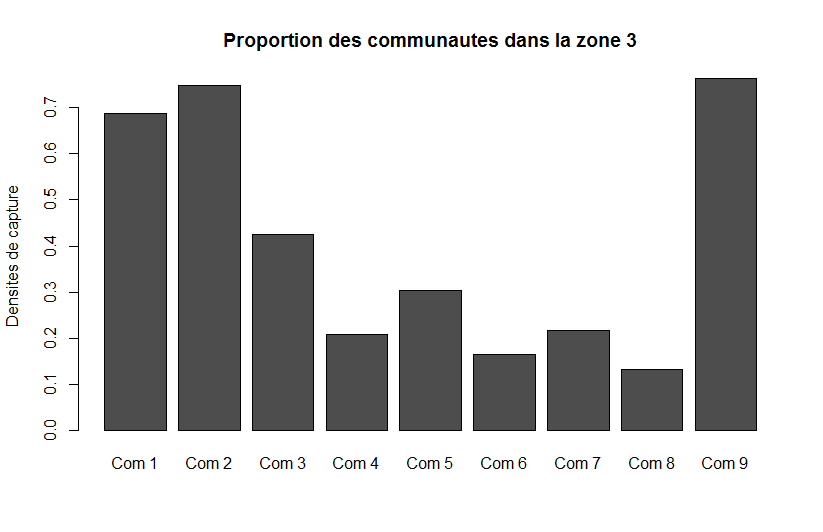 Proportion des communautes dans la zone 3
Densites de capture
0.7
0.6
0.5
0.4
0.3
0.2
0.1
0.0
Com 1 Com 2 Com 3 Com 4 Com 5 Com 6 Com 7 Com 8 Com 9